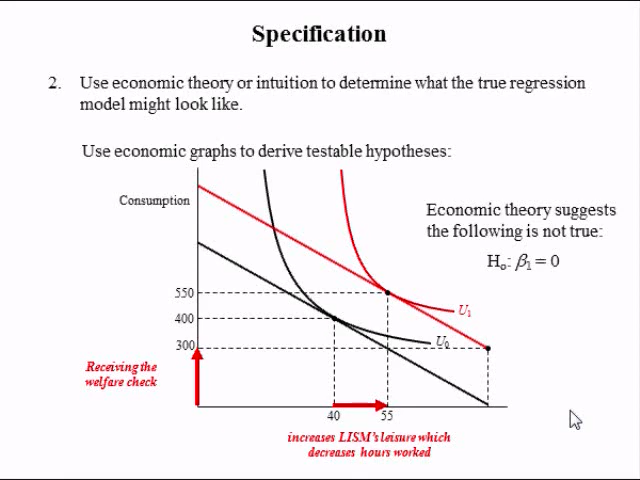 Specification
2. Use economic theory or intuition to determine what the true regression
model might look like.
Use economic graphs to derive testable hypotheses:
Consumption
Economic theory suggests
the following is not true:
H₀: β₁ = 0
550
U₁
400
U₀
300
Receiving the
welfare check
40
55
increases LISM's leisure which
decreases hours worked